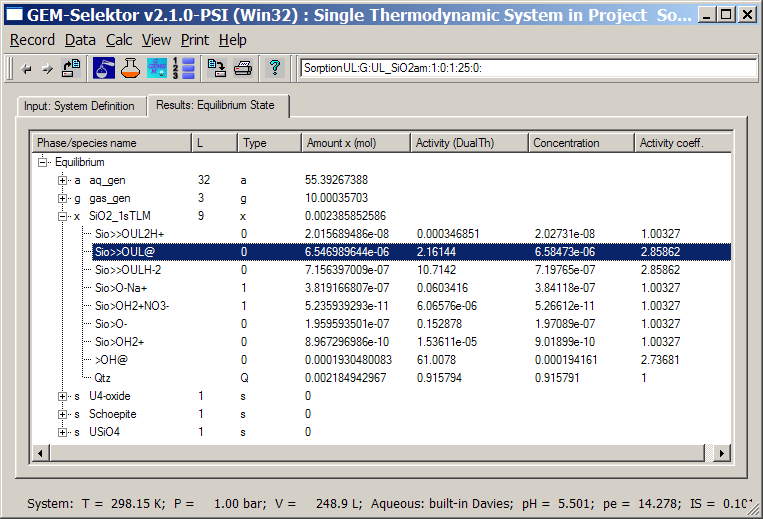 GEM-Selektor v2.1.0-PSI (Win32) : Single Thermodynamic System in Project So...
Record Data Calc View Print Help
1 2 3 ? SorptionUL:G:UL_SiO2am:1:0:1:25:0:
Input: System Definition Results: Equilibrium State
Phase/species name L Type Amount x (mol) Activity (DualTh) Concentration Activity coeff.
Equilibrium
a aq_gen 32 a 55.39267388
g gas_gen 3 g 10.00035703
x SiO2_1sTLM 9 x 0.002385852586
Sio>>OUL2H+ 0 2.015689486e-08 0.000346851 2.02731e-08 1.00327
Sio>>OUL@ 0 6.546989644e-06 2.16144 6.58473e-06 2.85862
Sio>>OULH-2 0 7.156397009e-07 10.7142 7.19765e-07 2.85862
Sio>O-Na+ 1 3.819166807e-07 0.0603416 3.84118e-07 1.00327
Sio>OH2+NO3- 1 5.235939293e-11 6.06576e-06 5.26612e-11 1.00327
Sio>O- 0 1.959593501e-07 0.152878 1.97089e-07 1.00327
Sio>OH2+ 0 8.967296986e-10 1.53611e-05 9.01899e-10 1.00327
>OH@ 0 0.0001930480083 61.0078 0.000194161 2.73681
Qtz Q 0.002184942967 0.915794 0.915791 1
s U4-oxide 1 s 0
s Schoepite 1 s 0
s USiO4 1 s 0
System: T = 298.15 K; P = 1.00 bar; V = 248.9 L; Aqueous: built-in Davies; pH = 5.501; pe = 14.278; IS = 0.101